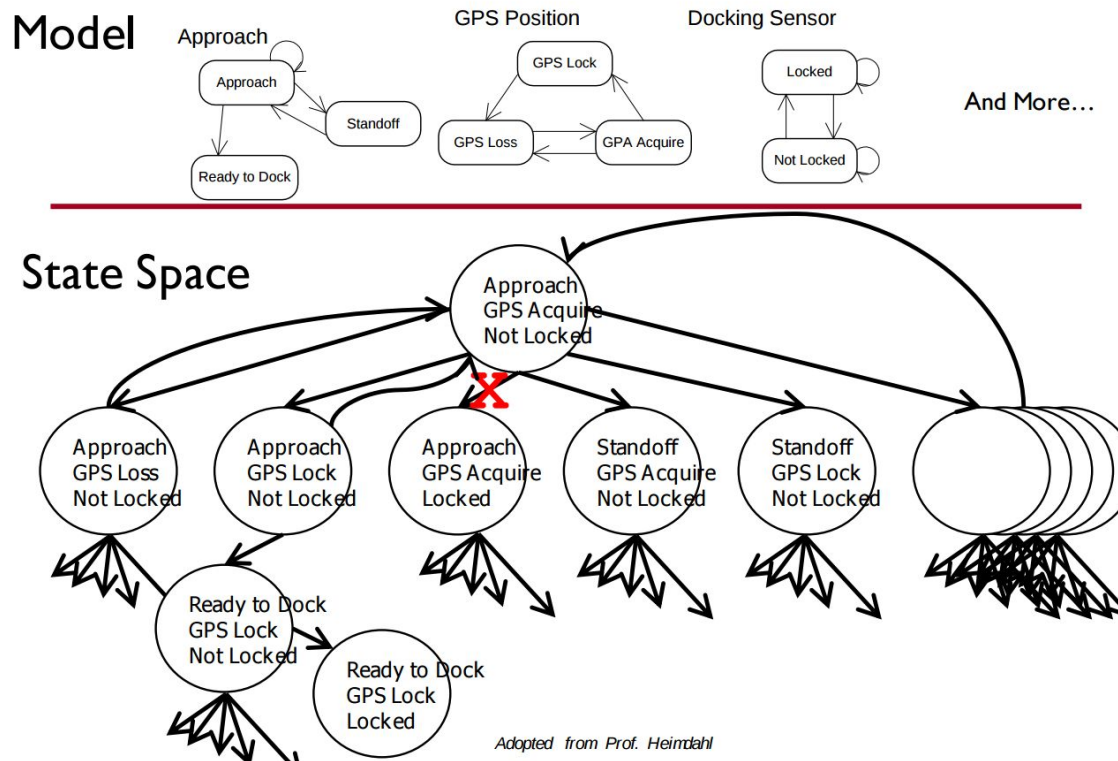 Model
Approach
GPS Position
Docking Sensor
Approach
Standoff
Ready to Dock
GPS Lock
GPS Loss
GPA Acquire
Locked
Not Locked
And More...
State Space
Approach
GPS Acquire
Not Locked
X
Approach
GPS Loss
Not Locked
Approach
GPS Lock
Not Locked
Approach
GPS Acquire
Locked
Standoff
GPS Acquire
Not Locked
Standoff
GPS Lock
Not Locked
Ready to Dock
GPS Lock
Not Locked
Ready to Dock
GPS Lock
Locked
Adopted from Prof. Heimdahl